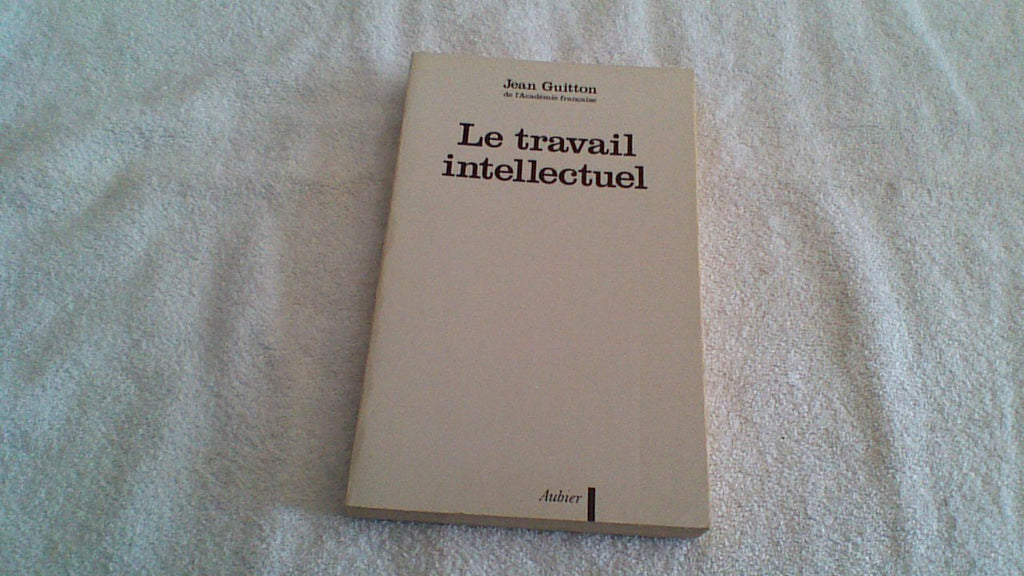 Jean Guitton
de l'Académie française
Le travail
intellectuel
Aubier